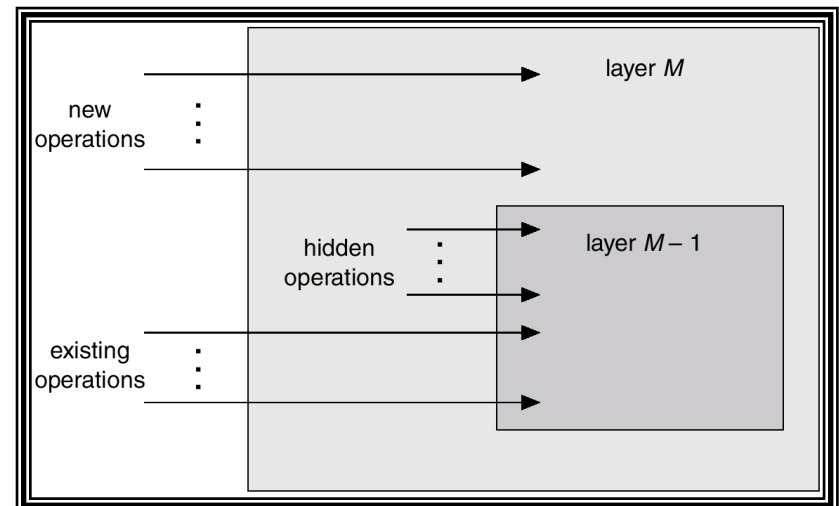 layer M
new
operations
hidden
operations
layer M – 1
existing
operations